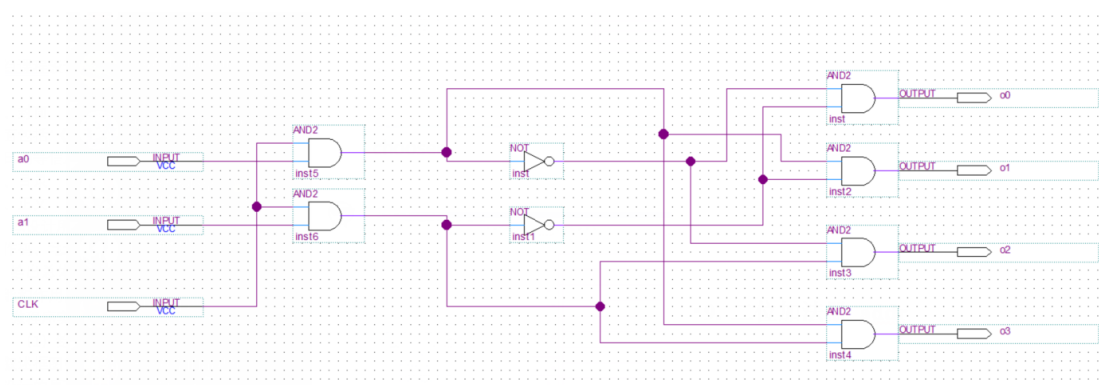 AND2
OUTPUT
o0
inst
AND2
a0
INPUT
VCC
inst5
NOT
inst
AND2
OUTPUT
o1
inst2
AND2
a1
INPUT
VCC
inst6
NOT
inst1
AND2
OUTPUT
o2
inst3
CLK
INPUT
VCC
AND2
OUTPUT
o3
inst4